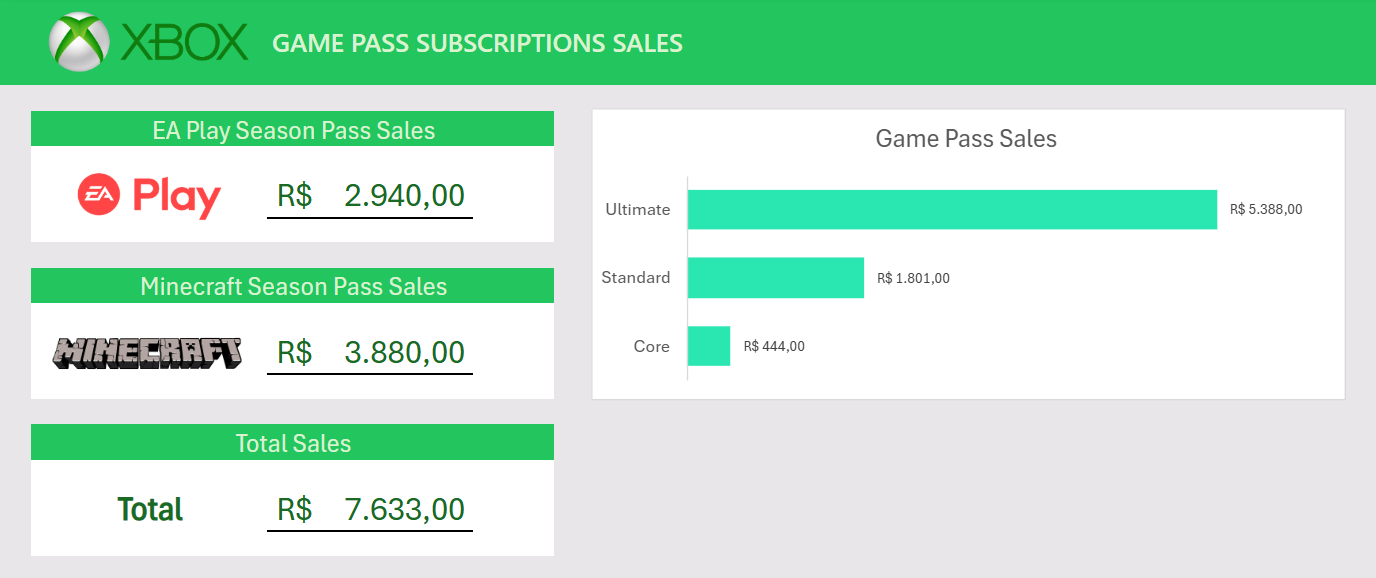 XBOX GAME PASS SUBSCRIPTIONS SALES
EA Play Season Pass Sales
EA Play R$ 2.940,00
Minecraft Season Pass Sales
MINECRAFT R$ 3.880,00
Total Sales
Total R$ 7.633,00
Game Pass Sales
Ultimate R$ 5.388,00
Standard R$ 1.801,00
Core R$ 444,00